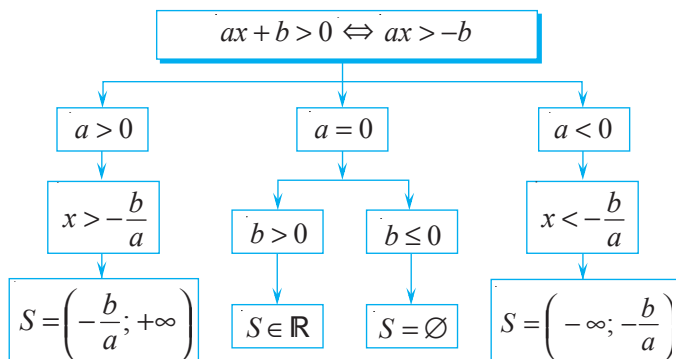 ax + b > 0 ⇔ ax > −b
a > 0
a = 0
a < 0
x > −b/a
b > 0
b ≤ 0
x < −b/a
S = (−b/a; +∞)
S ∈ ℝ
S = ∅
S = (−∞; −b/a)